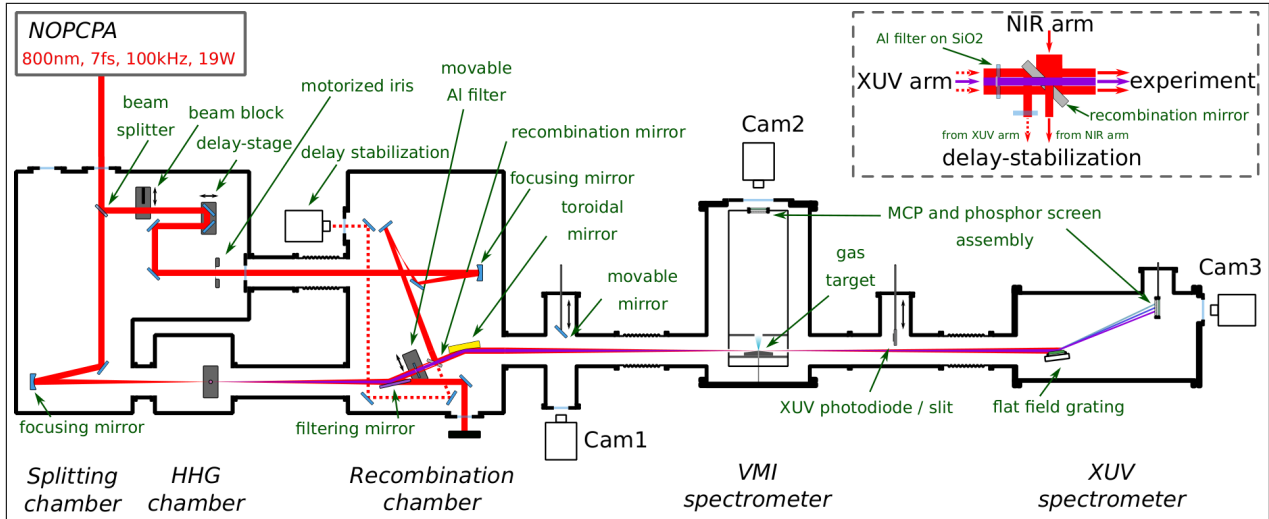 NOPCPA
800nm, 7fs, 100kHz, 19W
beam
splitter
beam block
delay-stage
motorized iris
delay stabilization
movable
Al filter
recombination mirror
focusing mirror
toroidal
mirror
movable
mirror
Cam2
gas
target
MCP and phosphor screen
assembly
Cam3
NIR arm
Al filter on SiO2
XUV arm
experiment
recombination mirror
from XUV arm
from NIR arm
delay-stabilization
focusing mirror
filtering mirror
Cam1
XUV photodiode / slit
flat field grating
Splitting
chamber
HHG
chamber
Recombination
chamber
VMI
spectrometer
XUV
spectrometer